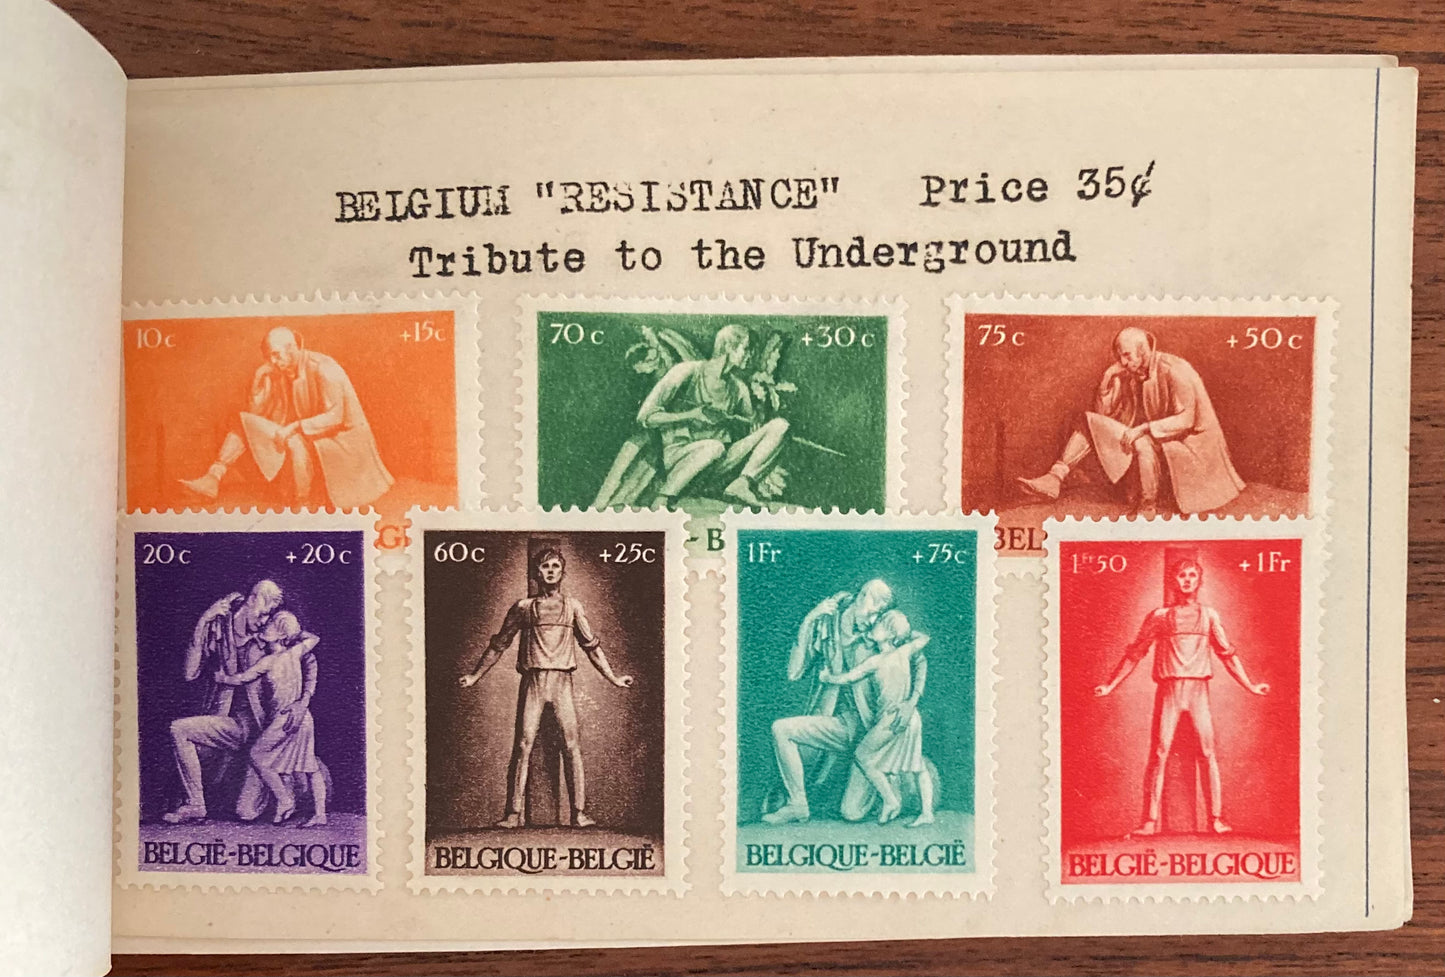 BELGIUM "RESISTANCE" Price 35¢
Tribute to the Underground
10c +15c
70c +30c
75c +50c
20c +20c
BELGIË-BELGIQUE
60c +25c
BELGIQUE-BELGIË
1Fr +75c
BELGIQUE-BELGIË
1Fr50 +1Fr
BELGIË-BELGIQUE